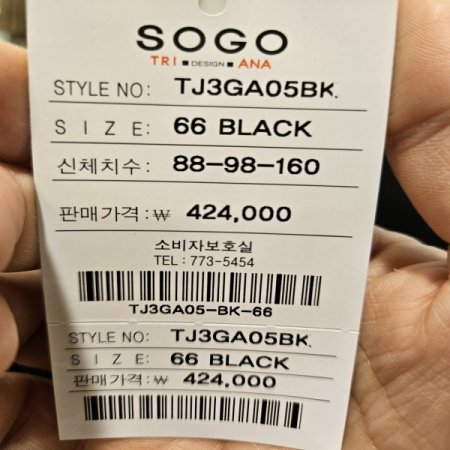 SOGO
TRI ■ DESIGN ■ ANA
STYLE NO: TJ3GA05BK.
SIZE: 66 BLACK
신체치수: 88-98-160
판매가격:₩ 424,000
소비자보호실
TEL : 773-5454
TJ3GA05-BK-66
STYLE NO: TJ3GA05BK.
SIZE: 66 BLACK
판매가격:₩ 424,000